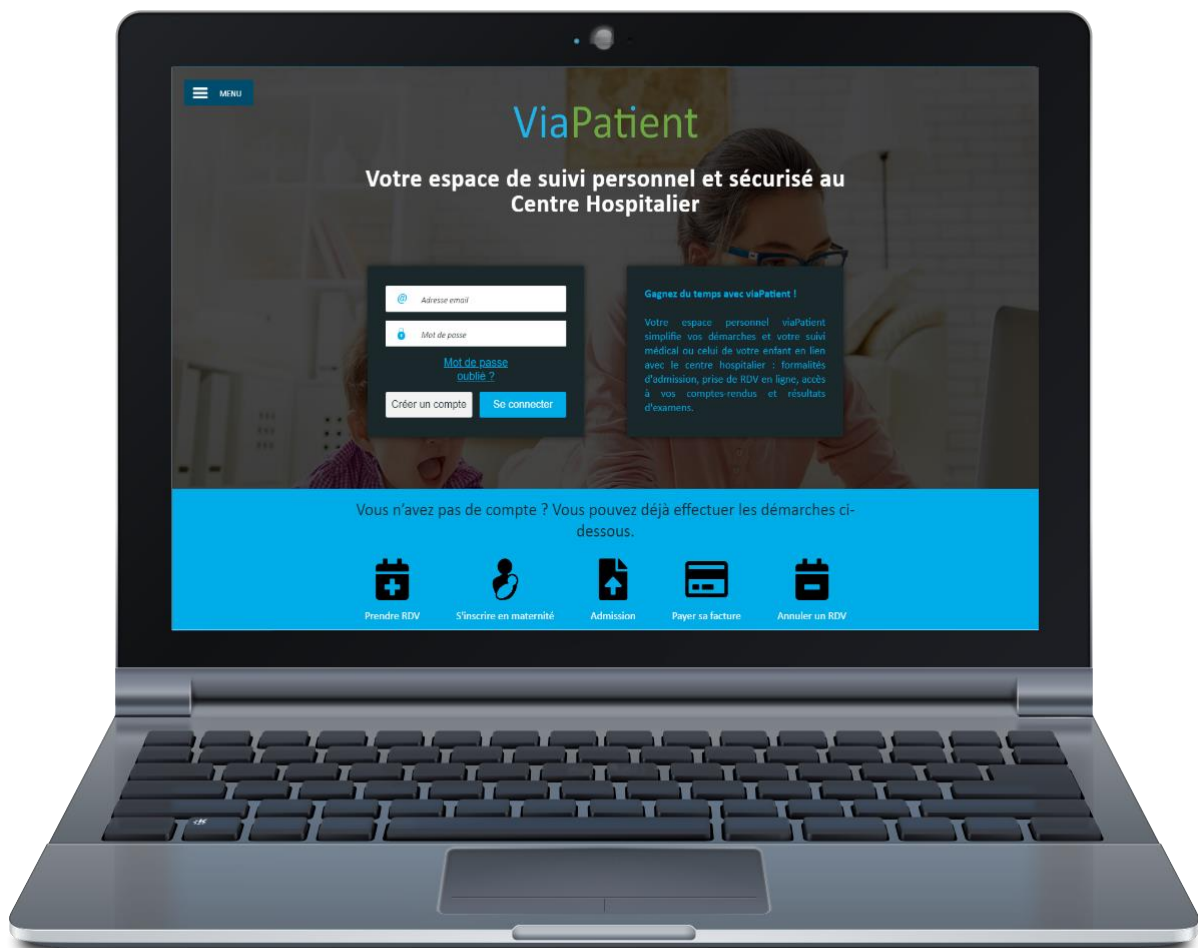 MENU
ViaPatient
Votre espace de suivi personnel et sécurisé au
Centre Hospitalier
@ Adresse email
Mot de passe
Mot de passe
oublié ?
Créer un compte
Se connecter
Gagnez du temps avec viaPatient !
Votre espace personnel viaPatient
simplifie vos démarches et votre suivi
médical ou celui de votre enfant en lien
avec le centre hospitalier : formalités
d'admission, prise de RDV en ligne, accès
à vos comptes-rendus et résultats
d'examens.
Vous n'avez pas de compte ? Vous pouvez déjà effectuer les démarches ci-
dessous.
Prendre RDV
S'inscrire en maternité
Admission
Payer sa facture
Annuler un RDV